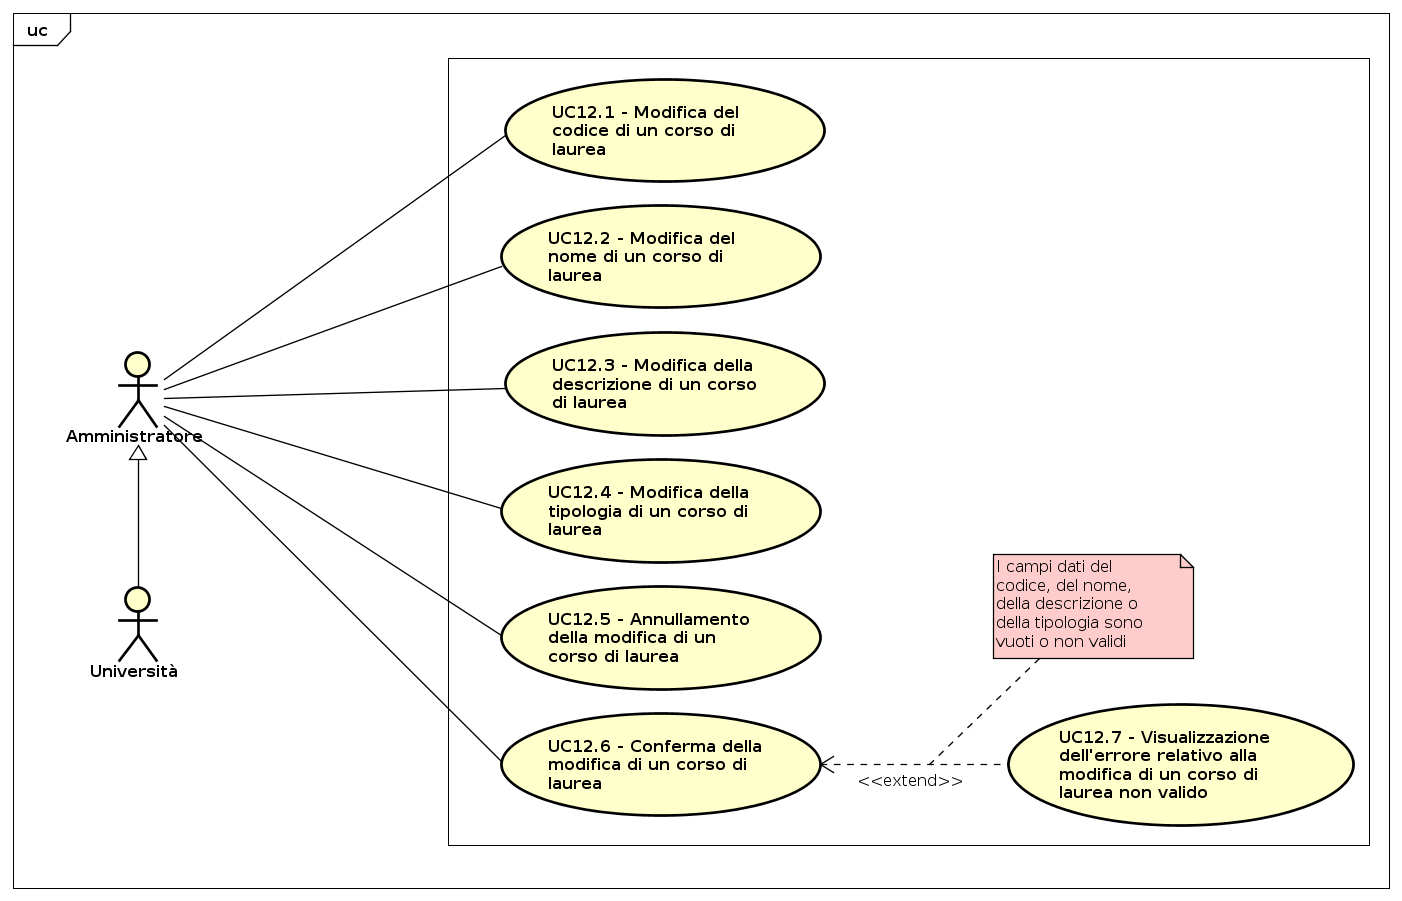 uc
UC12.1 - Modifica del
codice di un corso di
laurea
UC12.2 - Modifica del
nome di un corso di
laurea
UC12.3 - Modifica della
descrizione di un corso
di laurea
Amministratore
UC12.4 - Modifica della
tipologia di un corso di
laurea
I campi dati del
codice, del nome,
della descrizione o
della tipologia sono
vuoti o non validi
UC12.5 - Annullamento
della modifica di un
corso di laurea
Università
UC12.6 - Conferma della
modifica di un corso di
laurea
<<extend>>
UC12.7 - Visualizzazione
dell'errore relativo alla
modifica di un corso di
laurea non valido